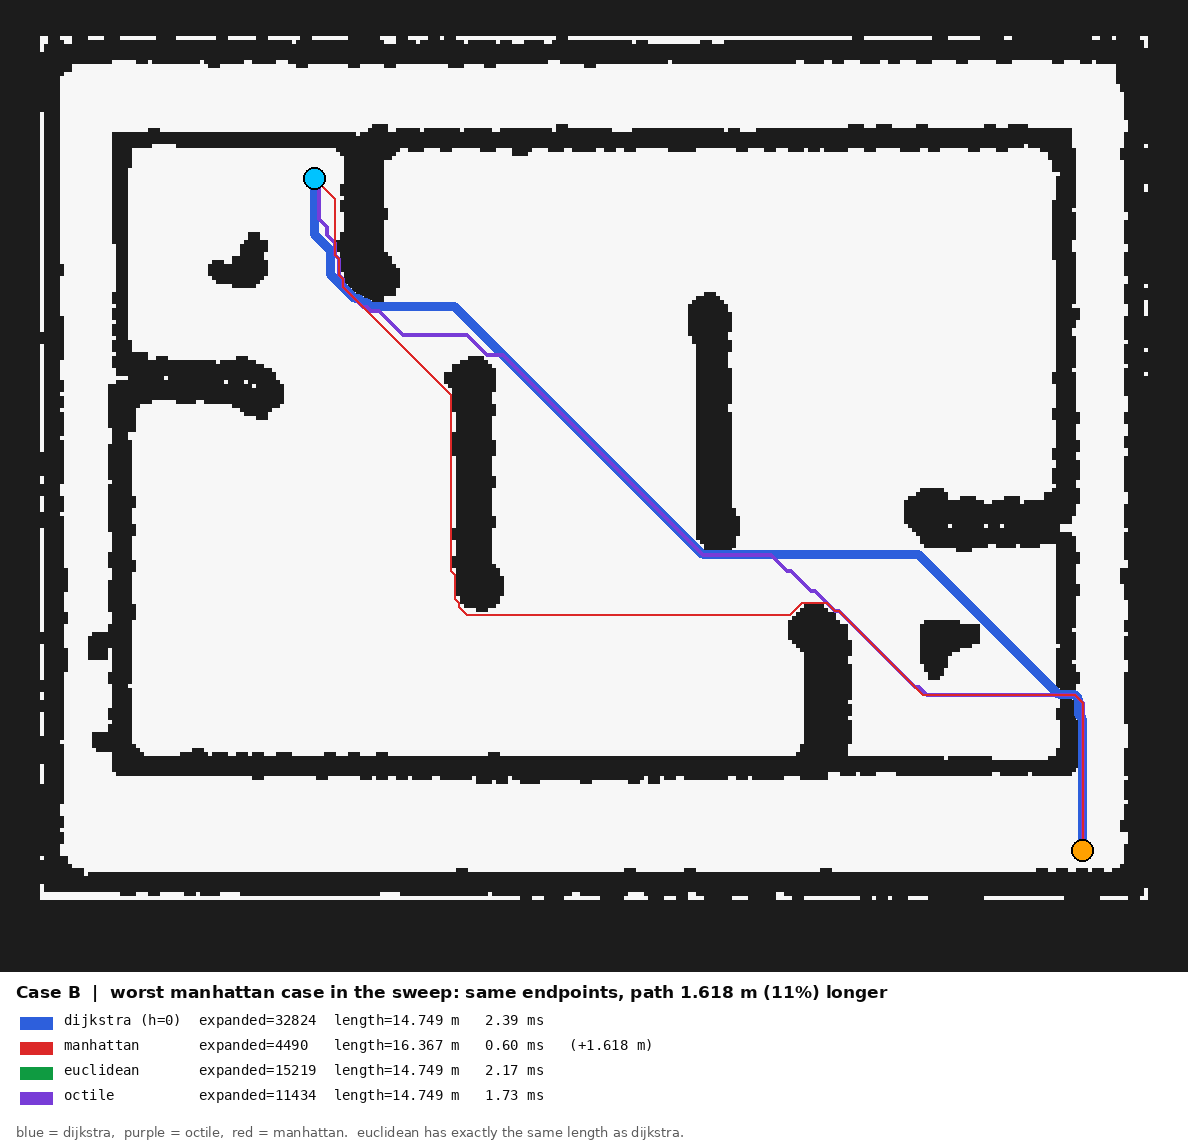 Case B | worst manhattan case in the sweep: same endpoints, path 1.618 m (11%) longer
dijkstra (h=0) expanded=32824 length=14.749 m 2.39 ms
manhattan expanded=4490 length=16.367 m 0.60 ms (+1.618 m)
euclidean expanded=15219 length=14.749 m 2.17 ms
octile expanded=11434 length=14.749 m 1.73 ms
blue = dijkstra, purple = octile, red = manhattan. euclidean has exactly the same length as dijkstra.